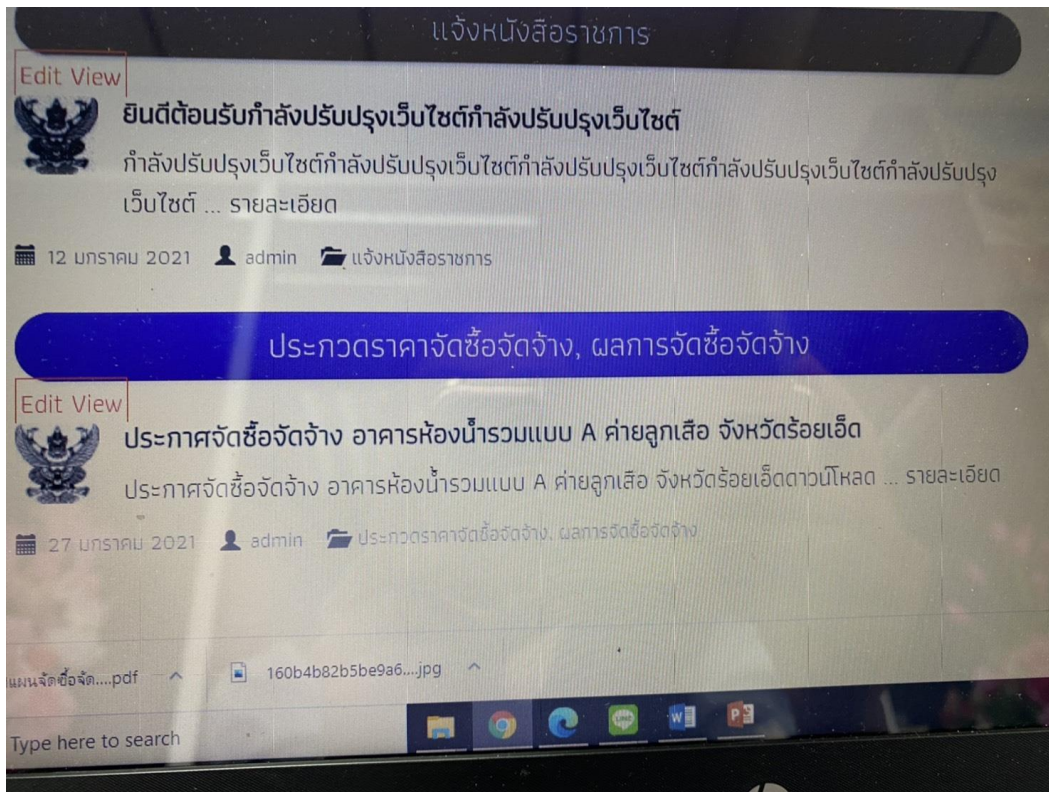 แจ้งหนังสือราชการ
Edit View
ยินดีต้อนรับกำลังปรับปรุงเว็บไซต์กำลังปรับปรุงเว็บไซต์
กำลังปรับปรุงเว็บไซต์กำลังปรับปรุงเว็บไซต์กำลังปรับปรุงเว็บไซต์กำลังปรับปรุงเว็บไซต์กำลังปรับปรุง
เว็บไซต์ ... รายละเอียด
12 มกราคม 2021 admin แจ้งหนังสือราชการ
ประกวดราคาจัดซื้อจัดจ้าง, ผลการจัดซื้อจัดจ้าง
Edit View
ประกาศจัดซื้อจัดจ้าง อาคารห้องน้ำรวมแบบ A ค่ายลูกเสือ จังหวัดร้อยเอ็ด
ประกาศจัดซื้อจัดจ้าง อาคารห้องน้ำรวมแบบ A ค่ายลูกเสือ จังหวัดร้อยเอ็ดดาวน์โหลด ... รายละเอียด
27 มกราคม 2021 admin ประกวดราคาจัดซื้อจัดจ้าง, ผลการจัดซื้อจัดจ้าง
แผนจัดซื้อจัด....pdf 160b4b82b5be9a6....jpg
Type here to search
LINE W P